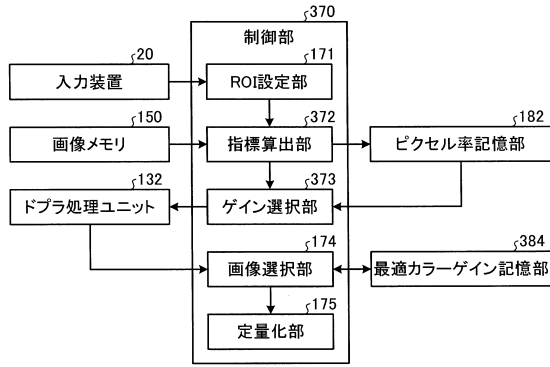 370
制御部
20
入力装置
171
ROI設定部
150
画像メモリ
372
指標算出部
182
ピクセル率記憶部
132
ドプラ処理ユニット
373
ゲイン選択部
174
画像選択部
384
最適カラーゲイン記憶部
175
定量化部